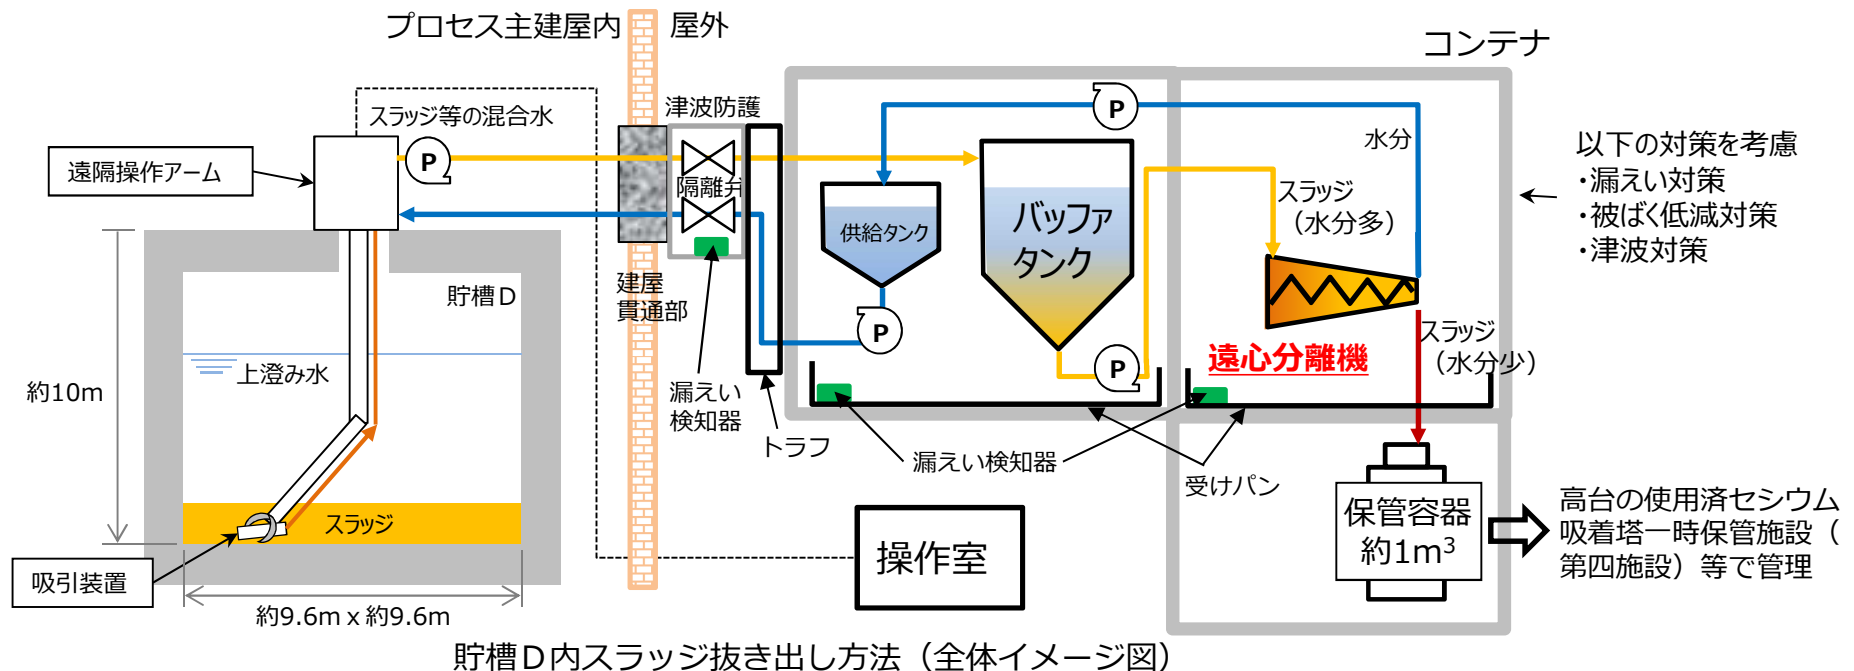 プロセス主建屋内
屋外
コンテナ
スラッジ等の混合水
津波防護
P
P
水分
遠隔操作アーム
隔離弁
供給タンク
バッファ
タンク
スラッジ
（水分多）
以下の対策を考慮
・漏えい対策
・被ばく低減対策
・津波対策
貯槽Ｄ
建屋
貫通部
P
P
遠心分離機
スラッジ
（水分少）
上澄み水
約10m
漏えい
検知器
トラフ
漏えい検知器
受けパン
スラッジ
吸引装置
操作室
保管容器
約1m³
高台の使用済セシウム
吸着塔一時保管施設（
第四施設）等で管理
約9.6m x 約9.6m
貯槽Ｄ内スラッジ抜き出し方法（全体イメージ図）